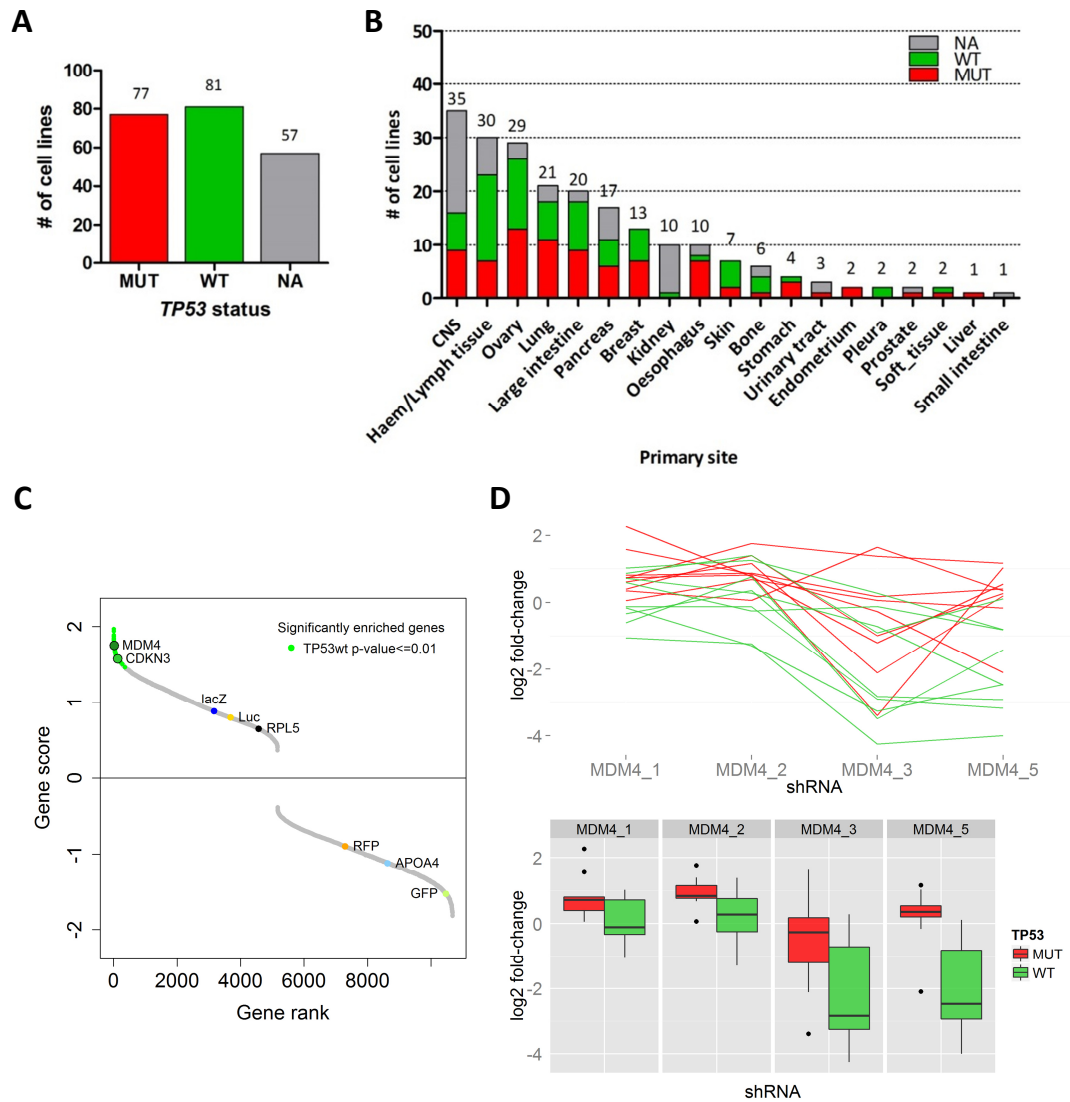 A
# of cell lines
100
80
60
40
20
0
77
81
57
MUT
WT
NA
TP53 status
B
# of cell lines
50
40
30
20
10
0
NA
WT
MUT
35
30
29
21
20
17
13
10
10
7
6
4
3
2
2
2
2
1
1
CNS
Haem/Lymph tissue
Ovary
Lung
Large intestine
Pancreas
Breast
Kidney
Oesophagus
Skin
Bone
Stomach
Urinary tract
Endometrium
Pleura
Prostate
Soft_tissue
Liver
Small intestine
Primary site
C
Gene score
2
1
0
-1
-2
Significantly enriched genes
TP53wt p-value<=0.01
MDM4
CDKN3
lacZ
Luc
RPL5
RFP
APOA4
GFP
0
2000
4000
6000
8000
Gene rank
D
log2 fold-change
2
0
-2
-4
MDM4_1
MDM4_2
MDM4_3
MDM4_5
shRNA
MDM4_1
MDM4_2
MDM4_3
MDM4_5
log2 fold-change
2
0
-2
-4
shRNA
TP53
MUT
WT